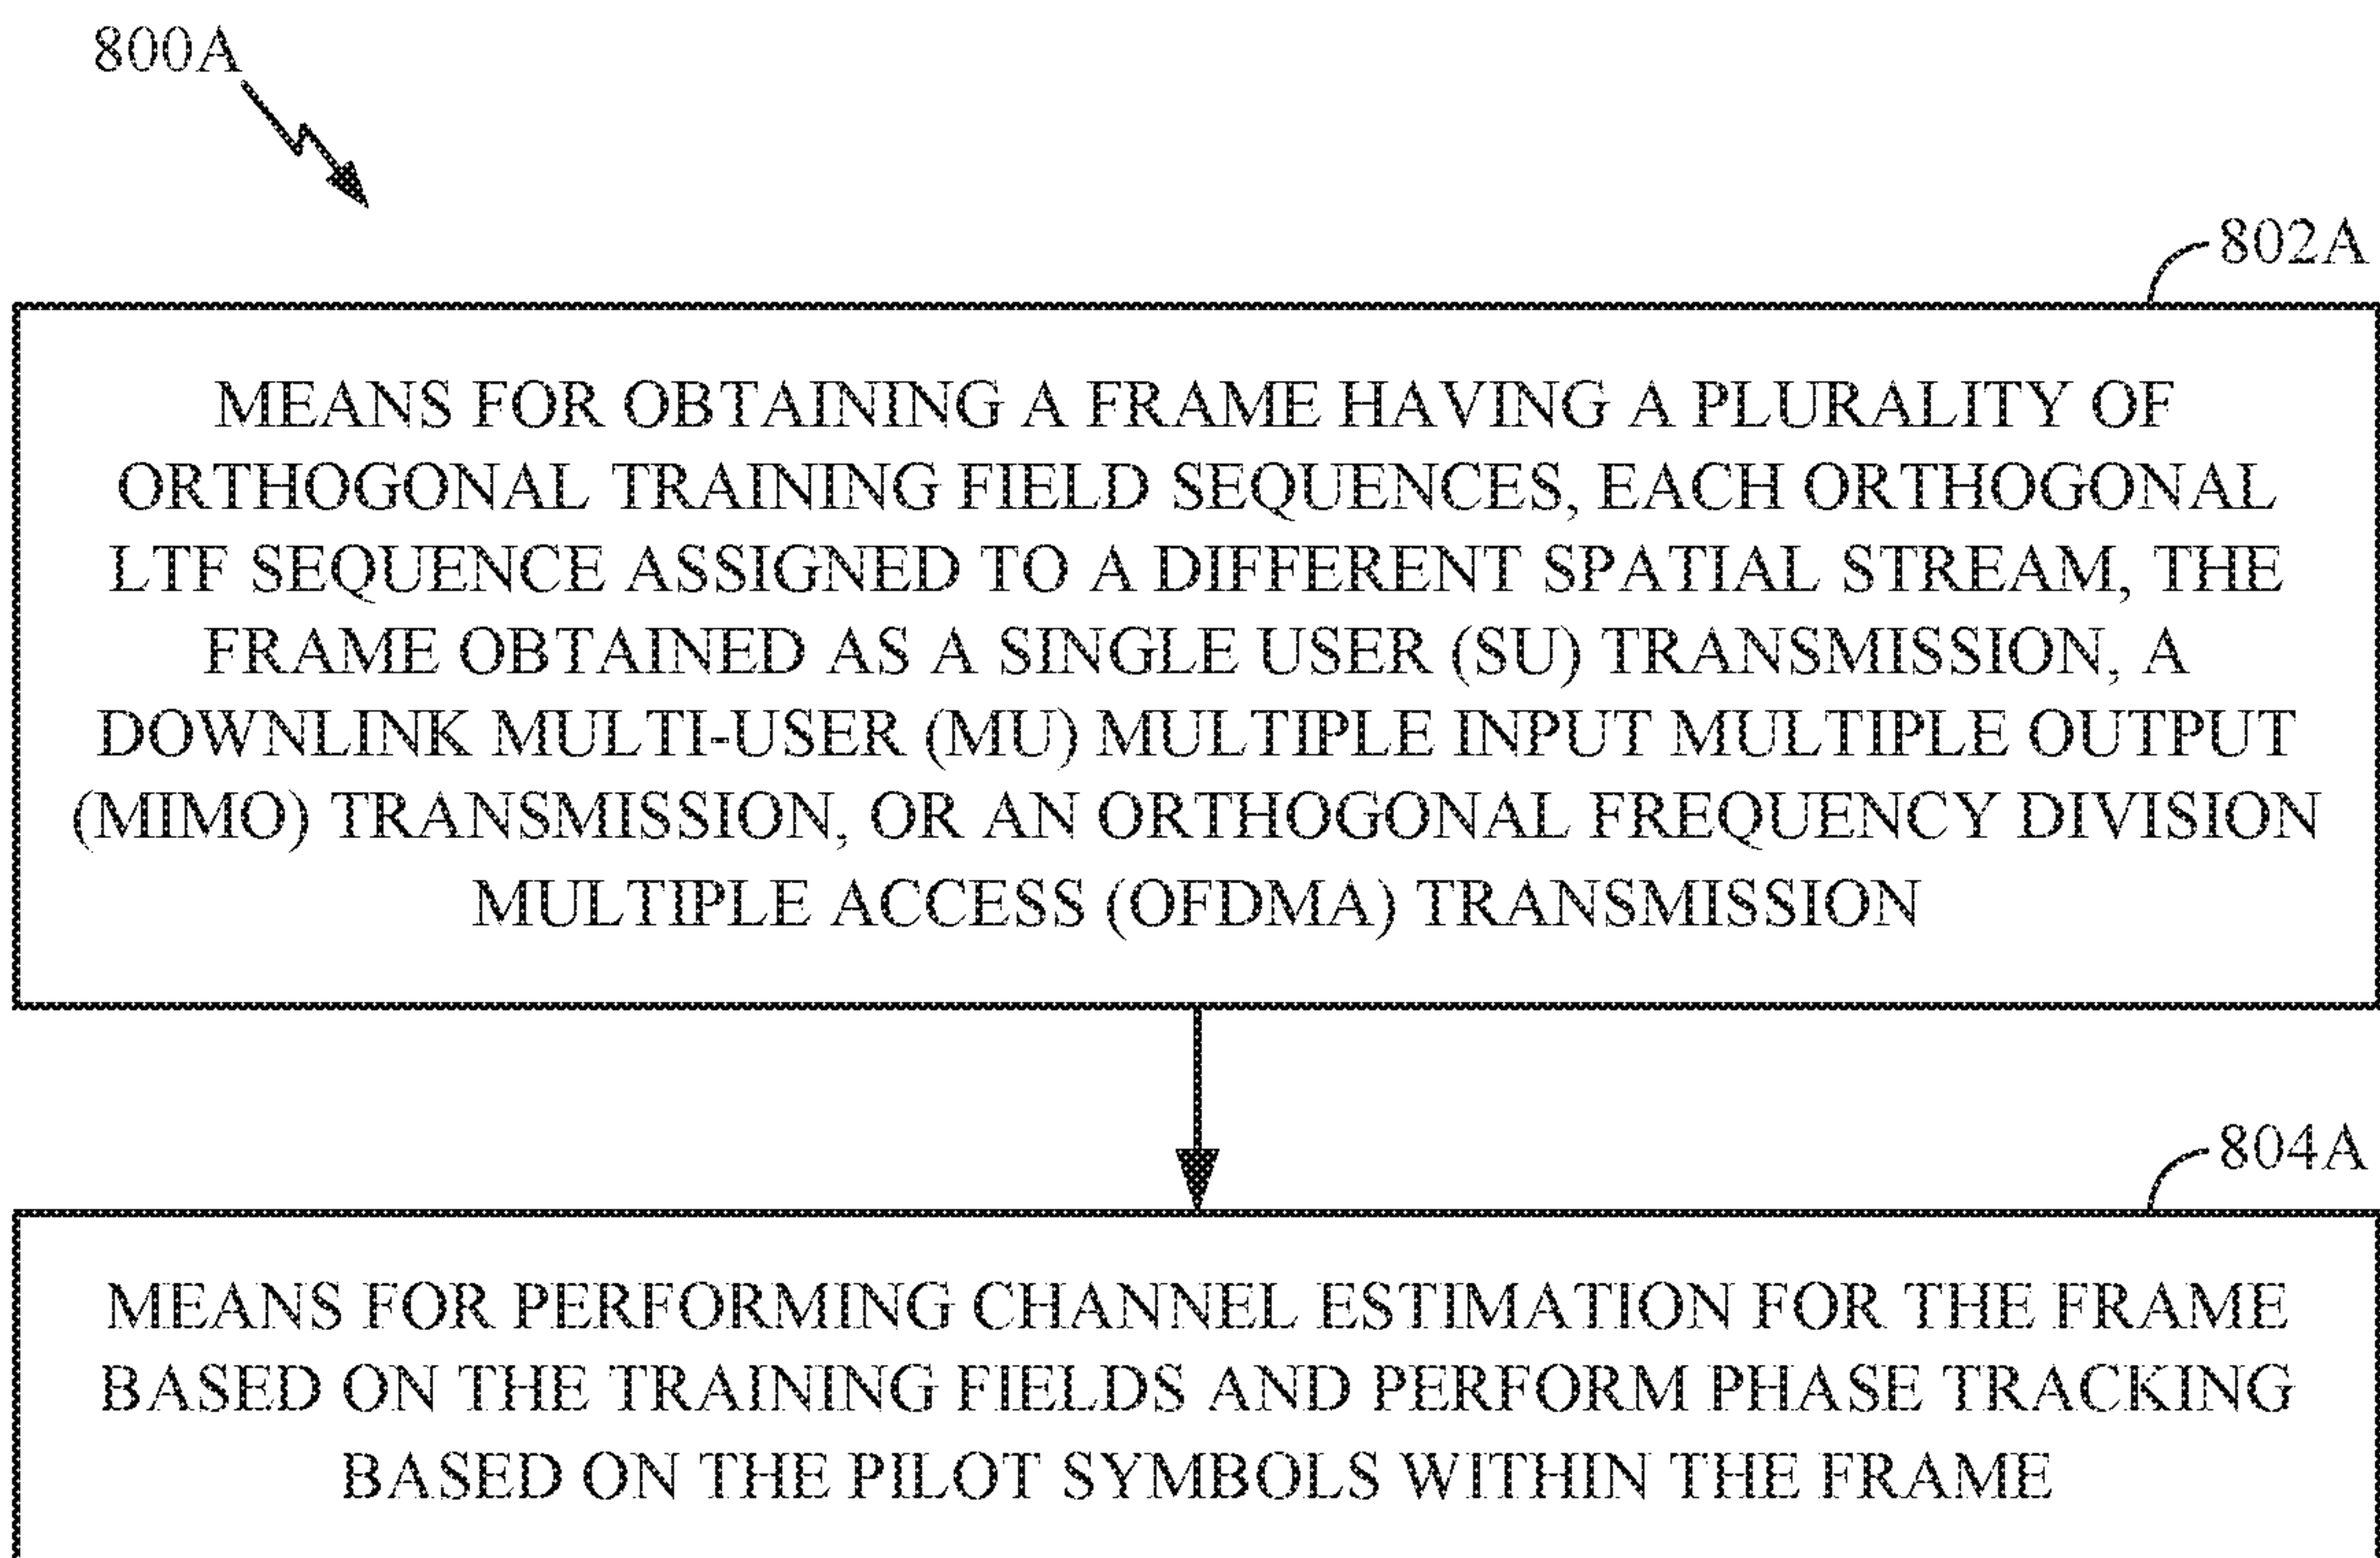 800A
802A
MEANS FOR OBTAINING A FRAME HAVING A PLURALITY OF
ORTHOGONAL TRAINING FIELD SEQUENCES, EACH ORTHOGONAL
LTF SEQUENCE ASSIGNED TO A DIFFERENT SPATIAL STREAM, THE
FRAME OBTAINED AS A SINGLE USER (SU) TRANSMISSION, A
DOWNLINK MULTI-USER (MU) MULTIPLE INPUT MULTIPLE OUTPUT
(MIMO) TRANSMISSION, OR AN ORTHOGONAL FREQUENCY DIVISION
MULTIPLE ACCESS (OFDMA) TRANSMISSION
804A
MEANS FOR PERFORMING CHANNEL ESTIMATION FOR THE FRAME
BASED ON THE TRAINING FIELDS AND PERFORM PHASE TRACKING
BASED ON THE PILOT SYMBOLS WITHIN THE FRAME